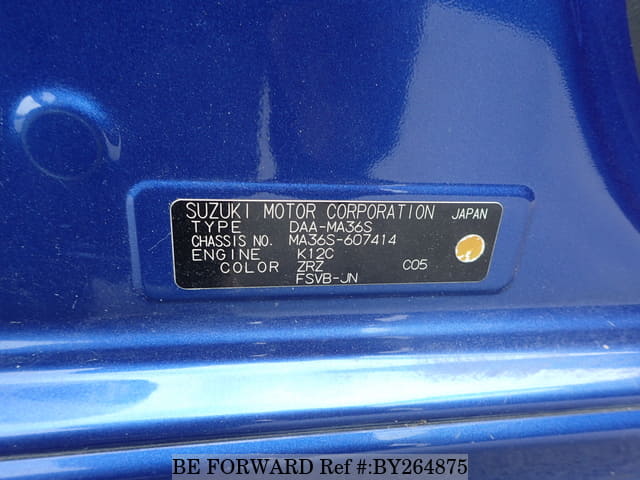 SUZUKI MOTOR CORPORATION JAPAN
TYPE DAA-MA36S
CHASSIS NO. MA36S-607414
ENGINE K12C
COLOR ZRZ C05
FSVB-JN
BE FORWARD Ref #:BY264875